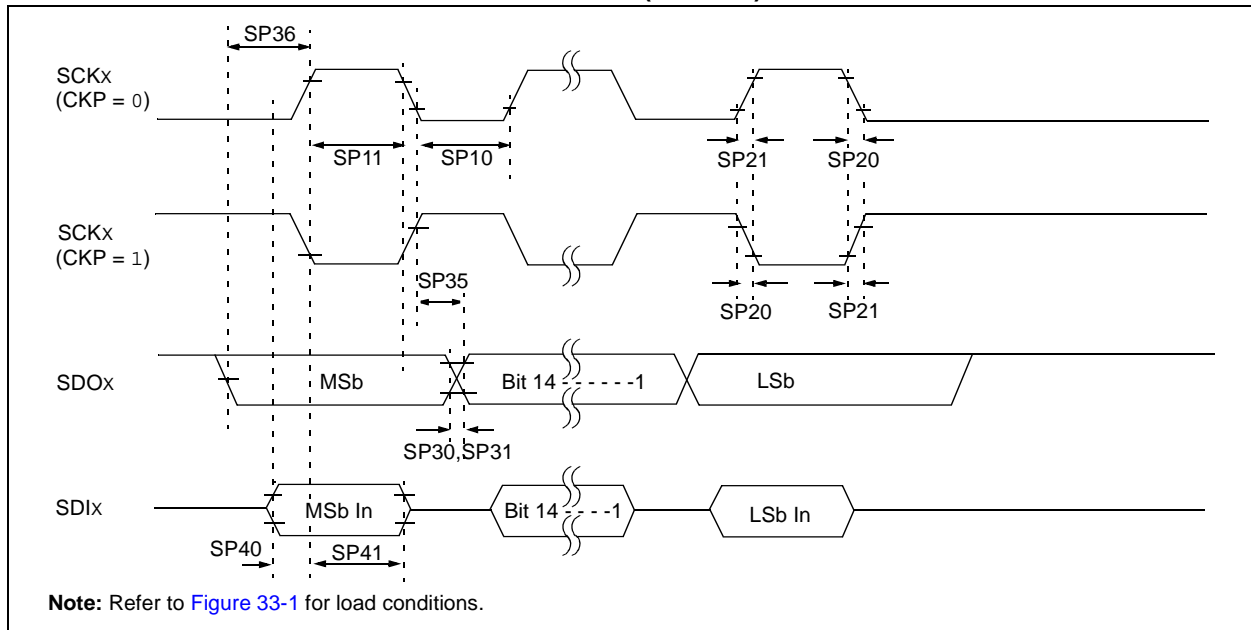 SP36
SCKx
(CKP = 0)
SP11
SP10
SP21
SP20
SCKx
(CKP = 1)
SP35
SP20
SP21
SDOx
MSb
Bit 14 - - - - - -1
LSb
SP30,SP31
SDIx
MSb In
Bit 14 - - - -1
LSb In
SP40
SP41
Note: Refer to Figure 33-1 for load conditions.